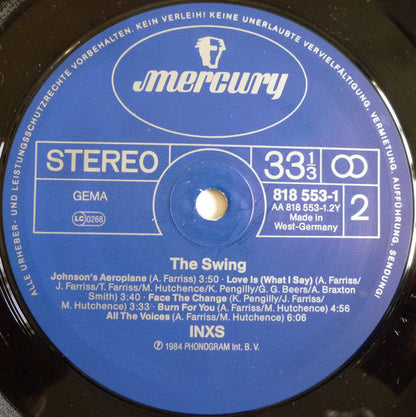 ALLE URHEBER- UND LEISTUNGSSCHUTZRECHTE VORBEHALTEN. KEIN VERLEIH! KEINE UNERLAUBTE VERVIELFÄLTIGUNG, VERMIETUNG, AUFFÜHRUNG, SENDUNG!
mercury
STEREO
33 1/3
GEMA
818 553-1
AA 818 553-1.2Y
Made in
West-Germany
2
LC 0268
The Swing
Johnson's Aeroplane (A. Farriss) 3:50 · Love Is (What I Say) (A. Farriss/
J. Farriss/T. Farriss/M. Hutchence/K. Pengilly/G. G. Beers/A. Braxton
Smith) 3:40 · Face The Change (K. Pengilly/J. Farriss/
M. Hutchence) 3:33 · Burn For You (A. Farriss/M. Hutchence) 4:56
All The Voices (A. Farriss/M. Hutchence) 6:06
INXS
Ⓟ 1984 PHONOGRAM Int. B. V.